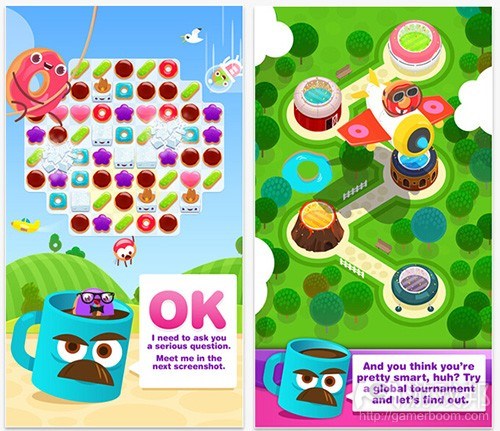 OK
I need to ask you
a serious question.
Meet me in
the next screenshot.
And you think you're
pretty smart, huh? Try
a global tournament
and let's find out.
http://gamerboom.com